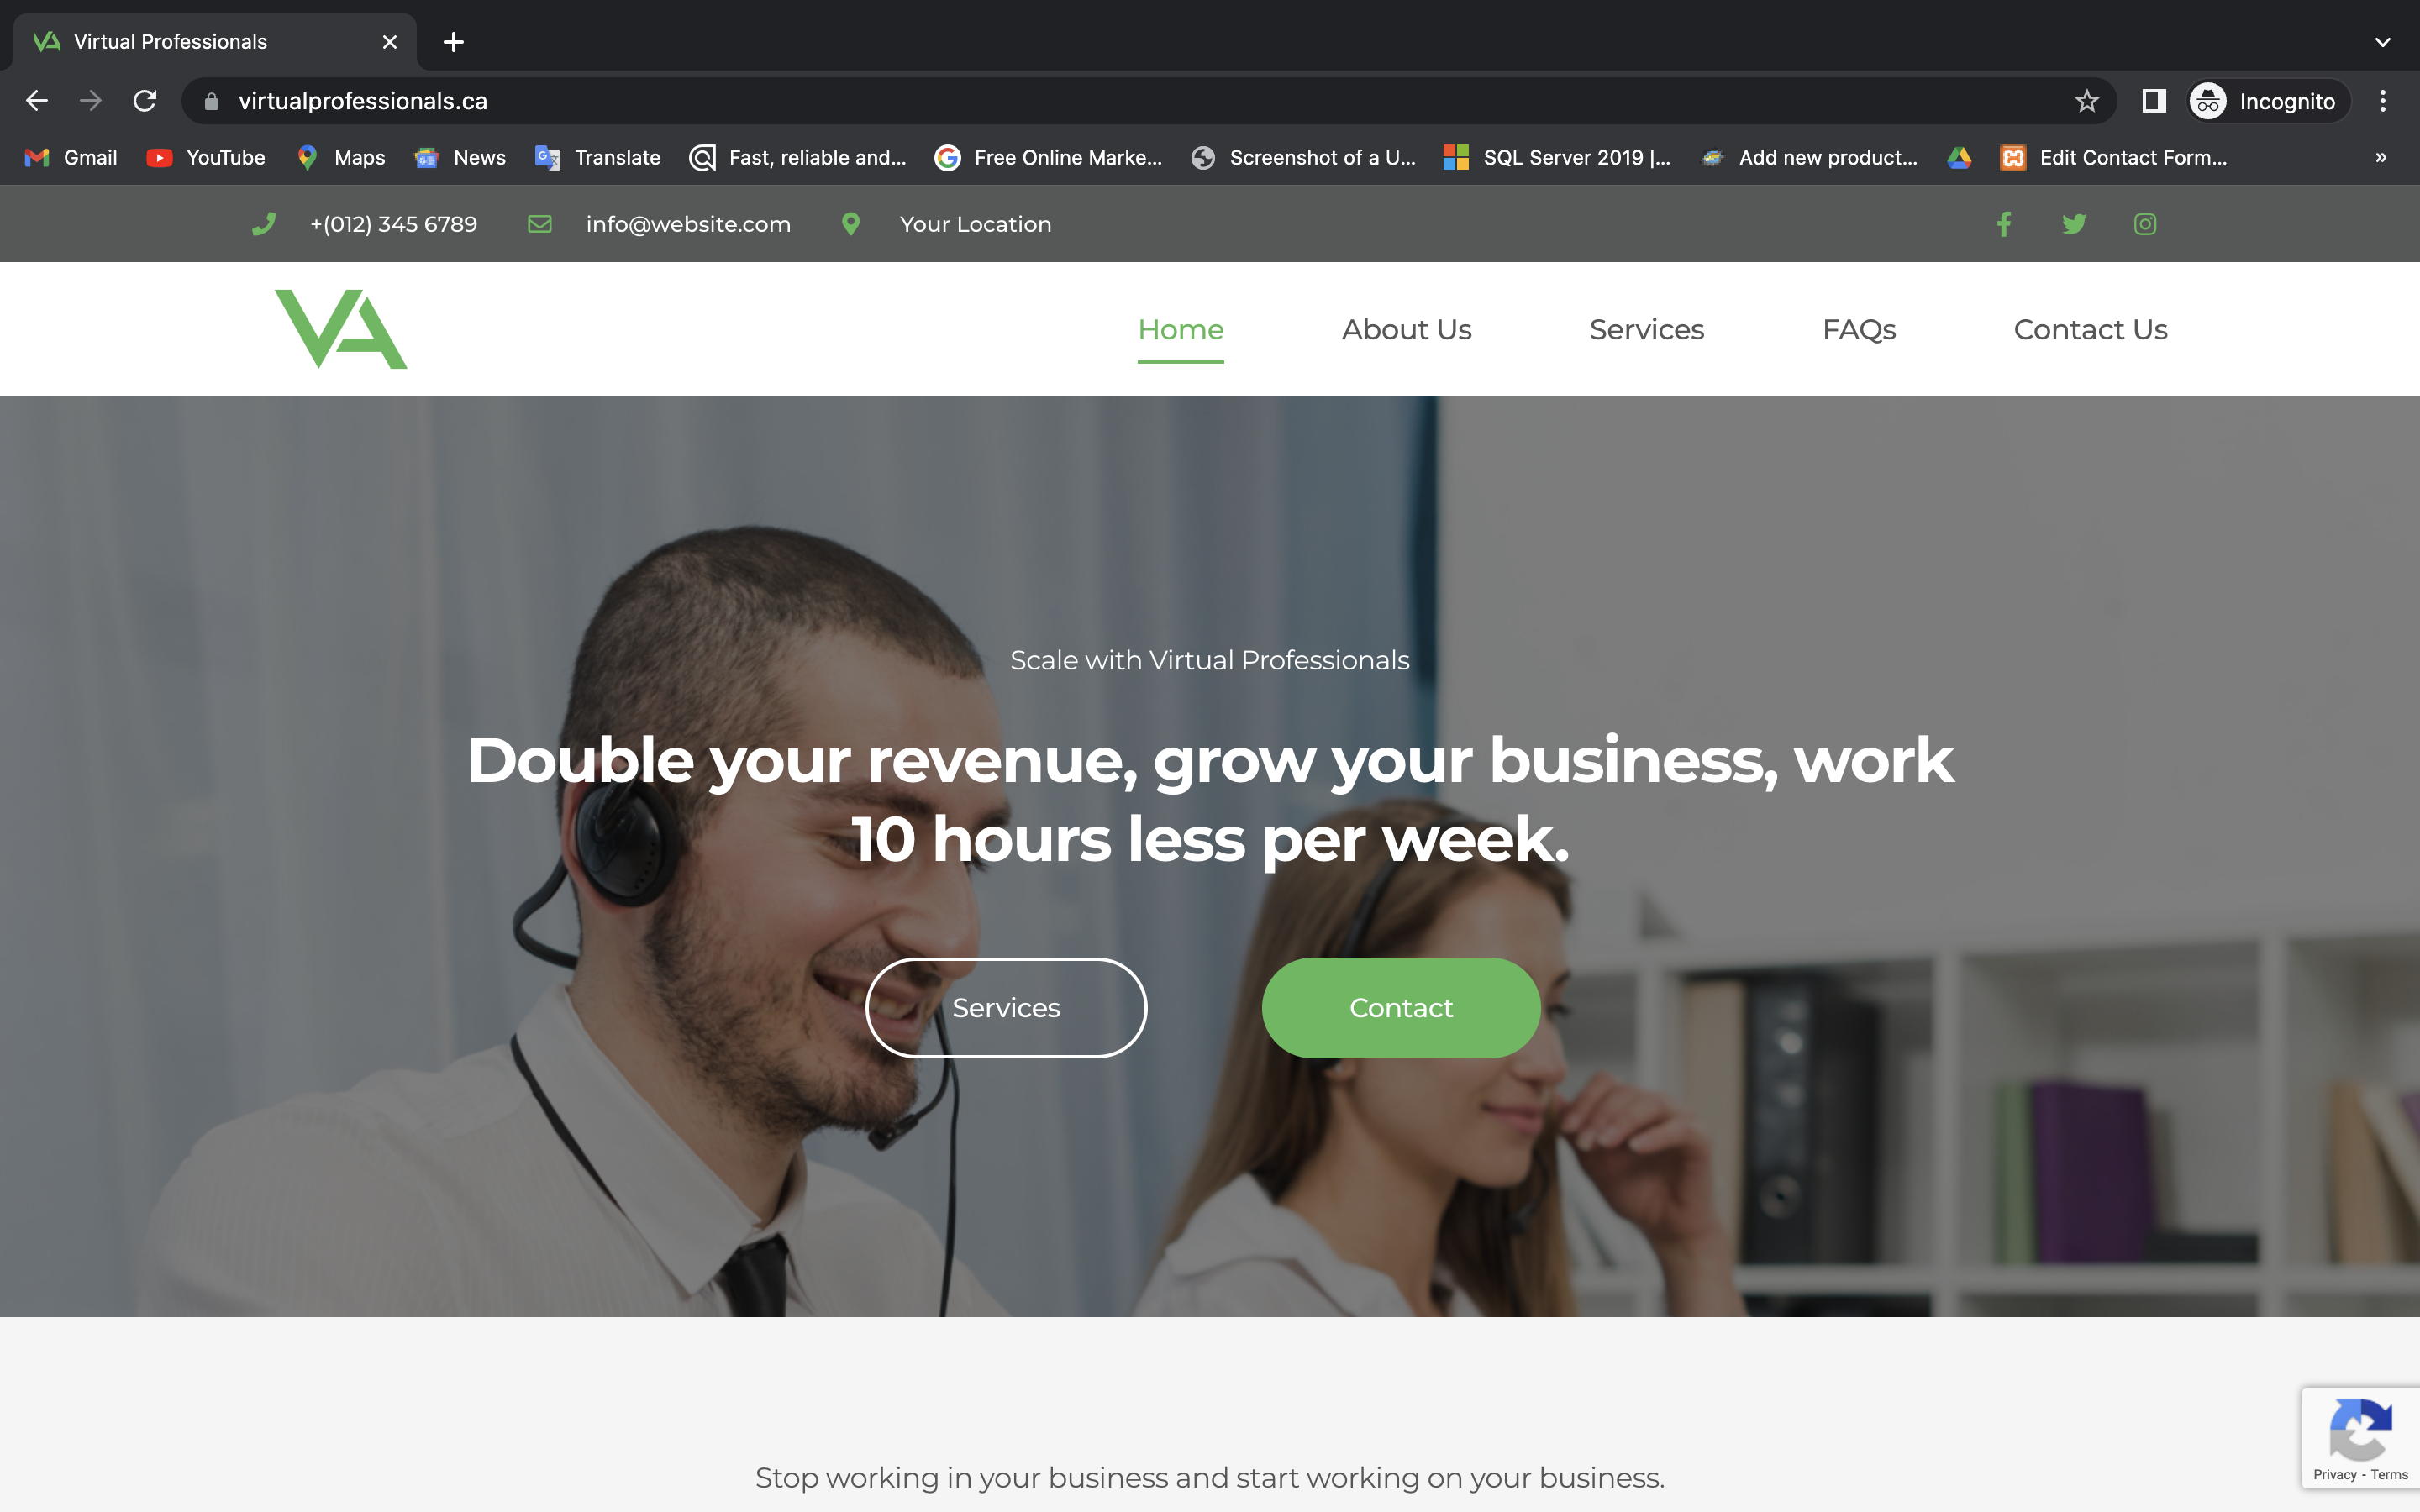 Virtual Professionals
virtualprofessionals.ca
Incognito
Gmail YouTube Maps News Translate Fast, reliable and... Free Online Marke... Screenshot of a U... SQL Server 2019 |... Add new product... Edit Contact Form... »
+(012) 345 6789 info@website.com Your Location
VA
Home About Us Services FAQs Contact Us
Scale with Virtual Professionals
Double your revenue, grow your business, work
10 hours less per week.
Services Contact
Stop working in your business and start working on your business.
Privacy - Terms